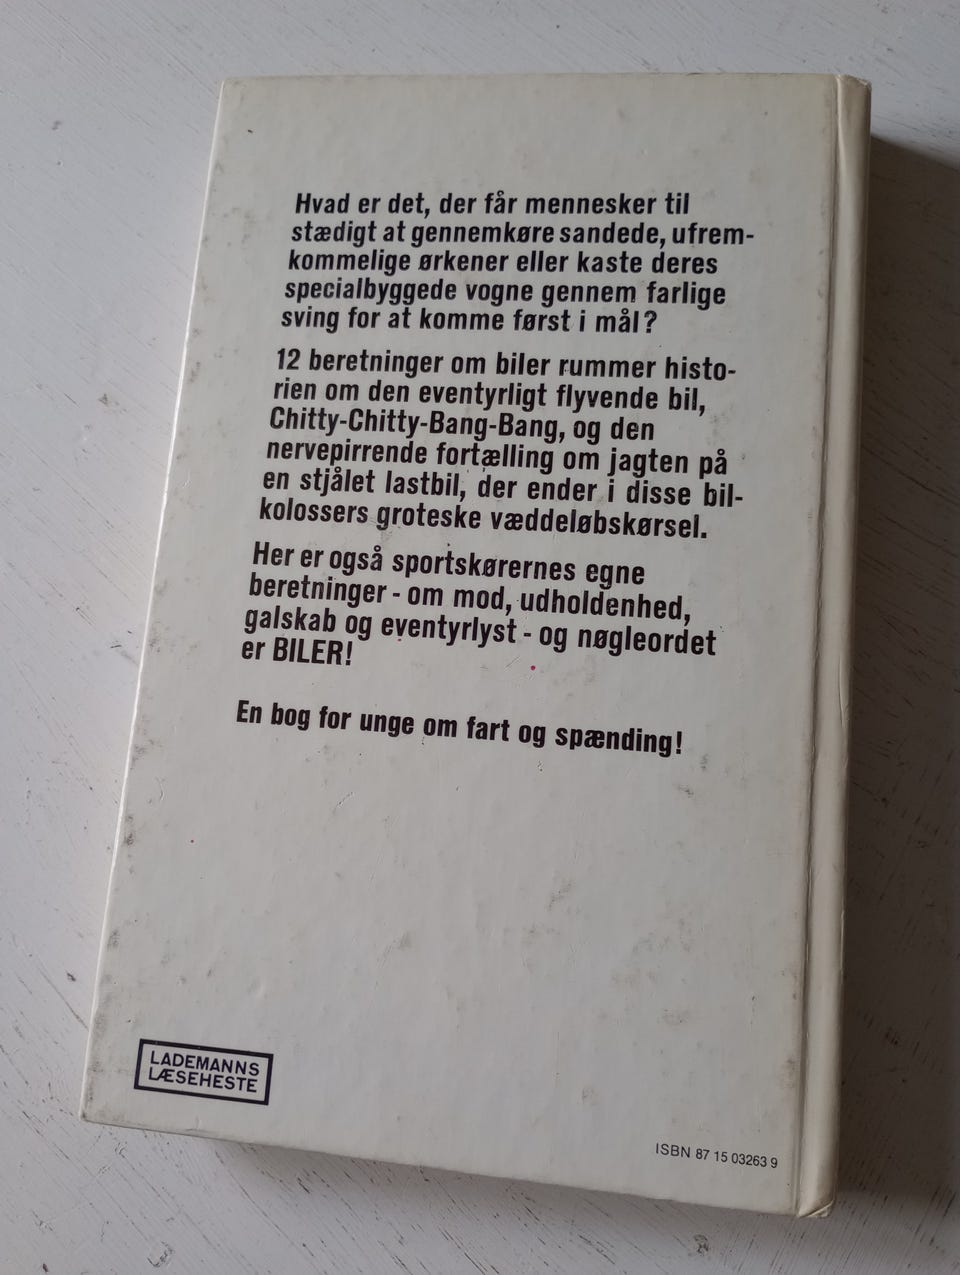 Hvad er det, der får mennesker til
stædigt at gennemkøre sandede, ufrem-
kommelige ørkener eller kaste deres
specialbyggede vogne gennem farlige
sving for at komme først i mål?
12 beretninger om biler rummer histo-
rien om den eventyrligt flyvende bil,
Chitty-Chitty-Bang-Bang, og den
nervepirrende fortælling om jagten på
en stjålet lastbil, der ender i disse bil-
kolossers groteske væddeløbskørsel.
Her er også sportskørernes egne
beretninger - om mod, udholdenhed,
galskab og eventyrlyst - og nøgleordet
er BILER!
En bog for unge om fart og spænding!
LADEMANNS
LÆSEHESTE
ISBN 87 15 03263 9